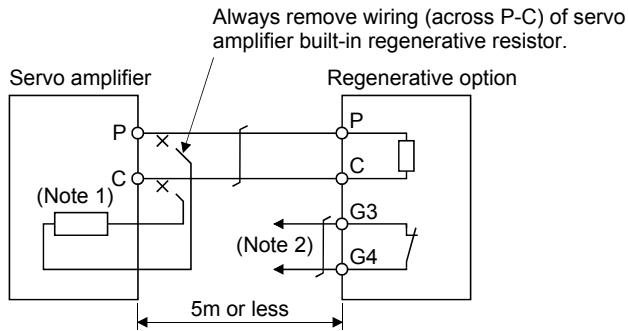 Always remove wiring (across P-C) of servo
amplifier built-in regenerative resistor.
Servo amplifier
Regenerative option
P
P
C
C
(Note 1)
G3
(Note 2)
G4
5m or less